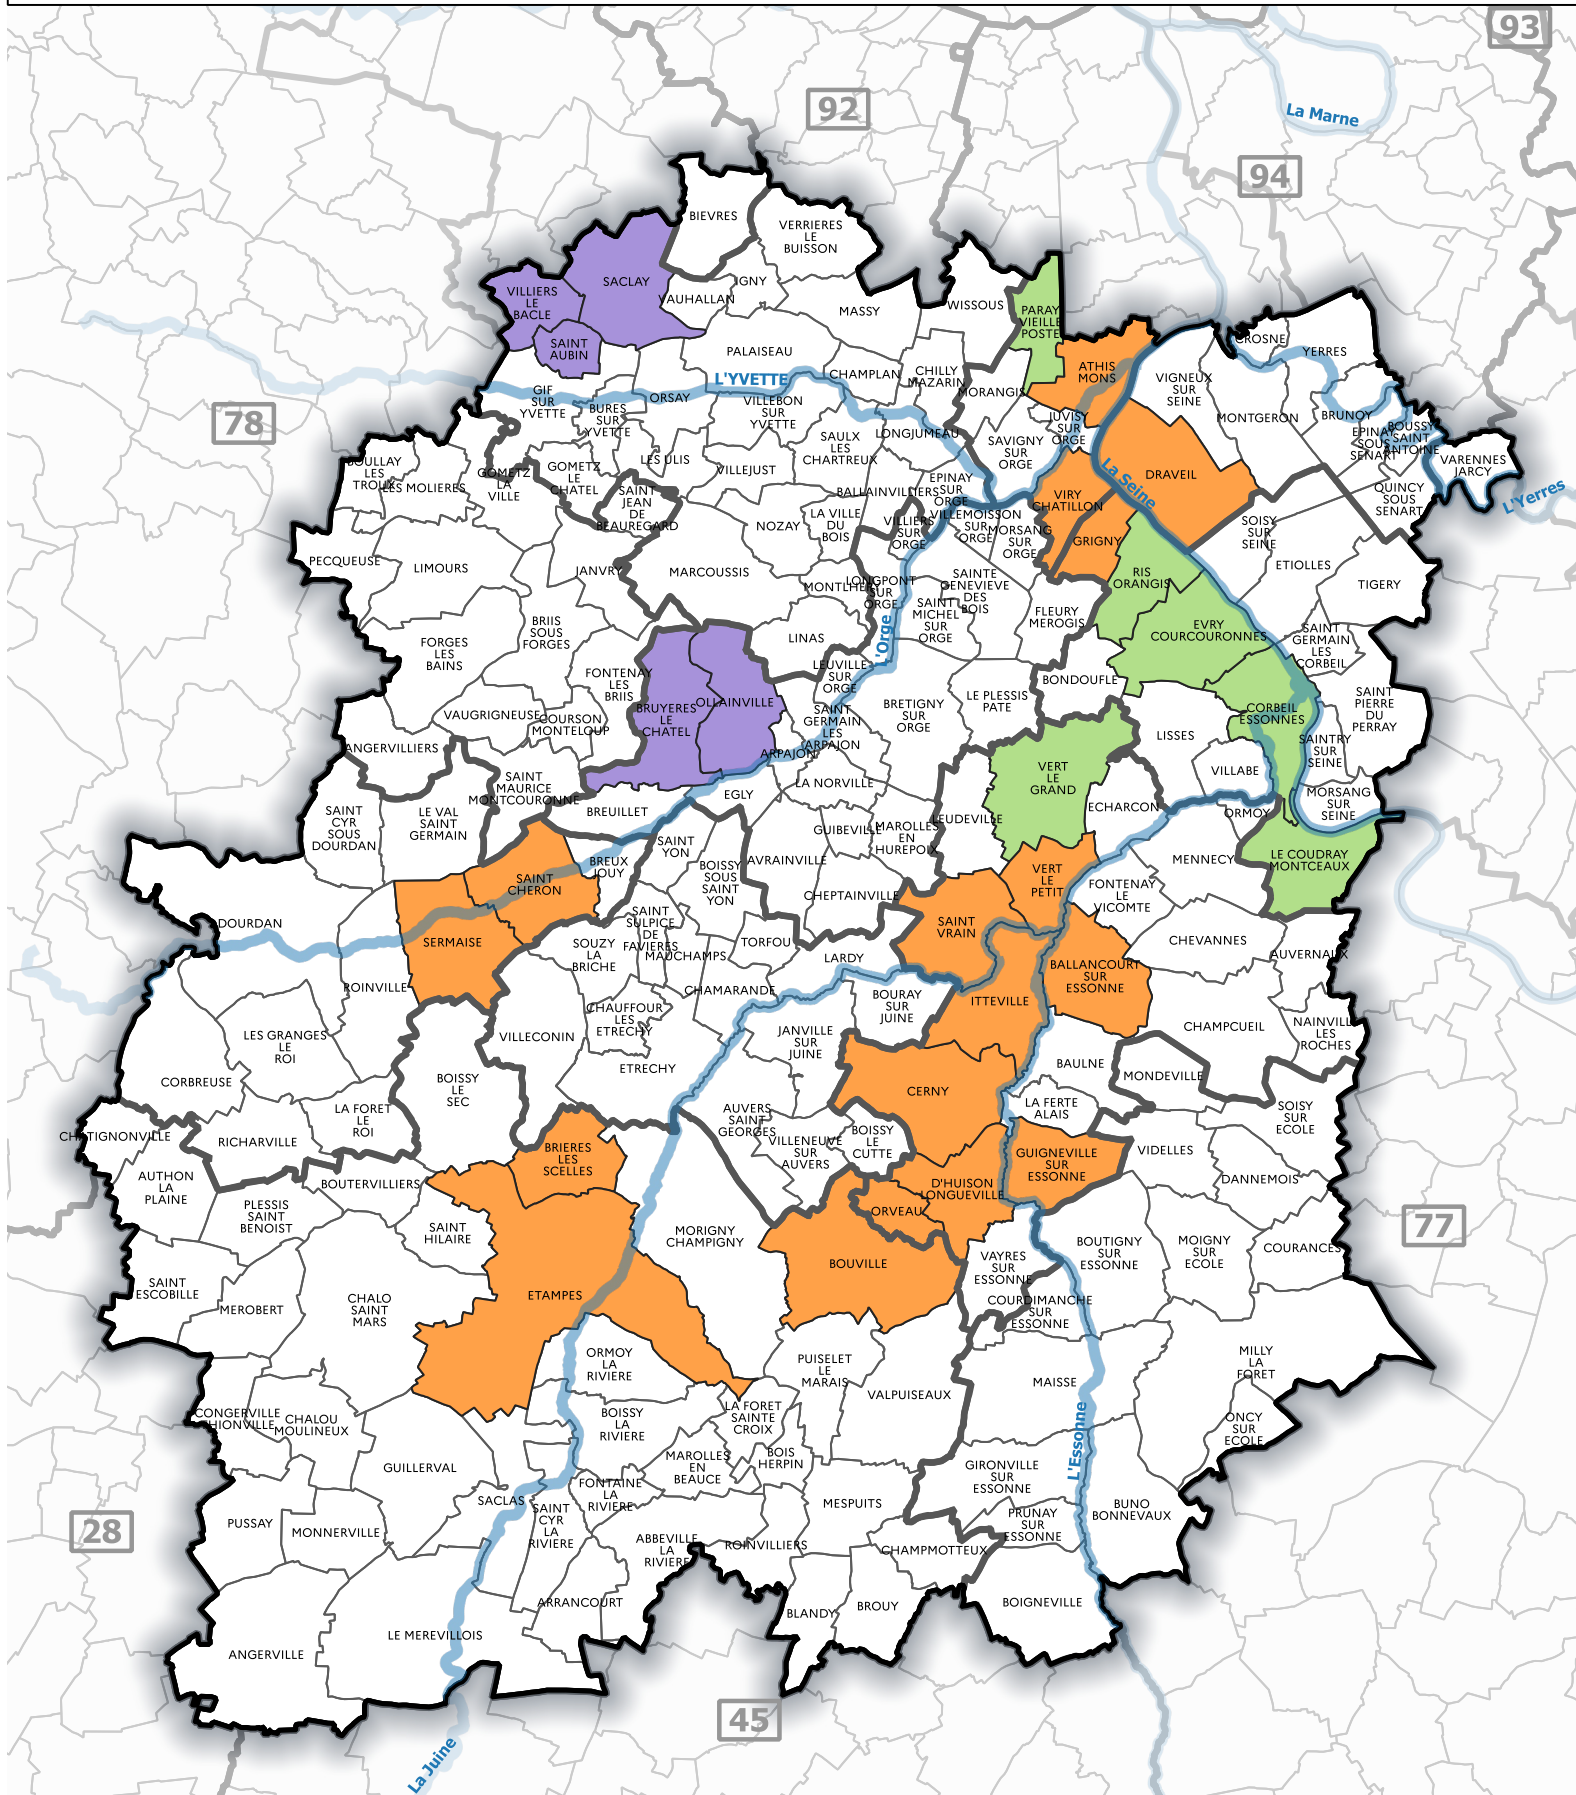 93
92
La Marne
94
BIEVRES
VERRIERES
LE
BUISSON
SACLAY
IGNY
VAUHALLAN
VILLIERS
LE
BACLE
MASSY
WISSOUS
PARAY
VIEILLE
POSTE
SAINT
AUBIN
PALAISEAU
CROSNE
YERRES
L'YVETTE
CHAMPLAN
CHILLY
MAZARIN
ATHIS
MONS
VIGNEUX
SUR
SEINE
MORANGIS
GIF
SUR
YVETTE
ORSAY
VILLEBON
SUR
YVETTE
BURES
SUR
YVETTE
JUVISY
SUR
ORGE
MONTGERON
BRUNOY
78
EPINAY
SOUS
SENART
BOUSSY
SAINT
ANTOINE
LONGJUMEAU
SAULX
LES
CHARTREUX
SAVIGNY
SUR
ORGE
VARENNES
JARCY
BOULLAY
LES
TROUX
LES MOLIERES
GOMETZ
LA
VILLE
GOMETZ
LE
CHATEL
LES ULIS
VILLEJUST
La Seine
DRAVEIL
L'Yerres
BALLAINVILLIERS
EPINAY
SUR
ORGE
VIRY
CHATILLON
QUINCY
SOUS
SENART
SAINT
JEAN
DE
BEAUREGARD
NOZAY
LA VILLE
DU
BOIS
VILLIERS
SUR
ORGE
VILLEMOISSON
SUR
ORGE
MORSANG
SUR
ORGE
GRIGNY
SOISY
SUR
SEINE
PECQUEUSE
LIMOURS
JANVRY
MARCOUSSIS
MONTLHERY
LONGPONT
SUR
ORGE
SAINTE
GENEVIEVE
DES
BOIS
RIS
ORANGIS
ETIOLLES
TIGERY
SAINT
MICHEL
SUR
ORGE
FLEURY
MEROGIS
FORGES
LES
BAINS
BRIIS
SOUS
FORGES
LINAS
L'Orge
EVRY
COURCOURONNES
SAINT
GERMAIN
LES
CORBEIL
FONTENAY
LES
BRIIS
LEUVILLE
SUR
ORGE
BONDOUFLE
BRUYERES
LE
CHATEL
OLLAINVILLE
BRETIGNY
SUR
ORGE
LE PLESSIS
PATE
CORBEIL
ESSONNES
SAINT
PIERRE
DU
PERRAY
VAUGRIGNEUSE
COURSON
MONTELOUP
SAINT
GERMAIN
LES
ARPAJON
ANGERVILLIERS
ARPAJON
LISSES
SAINTRY
SUR
SEINE
VERT
LE
GRAND
VILLABE
SAINT
MAURICE
MONTCOURONNE
EGLY
LA NORVILLE
MORSANG
SUR
SEINE
SAINT
CYR
SOUS
DOURDAN
LE VAL
SAINT
GERMAIN
BREUILLET
LEUDEVILLE
ECHARCON
ORMOY
GUIBEVILLE
MAROLLES
EN
HUREPOIX
SAINT
YON
BREUX
JOUY
BOISSY
SOUS
SAINT
YON
AVRAINVILLE
MENNECY
LE COUDRAY
MONTCEAUX
SAINT
CHERON
VERT
LE
PETIT
FONTENAY
LE
VICOMTE
CHEPTAINVILLE
DOURDAN
SERMAISE
SAINT
SULPICE
DE
FAVIERES
SAINT
VRAIN
CHEVANNES
SOUZY
LA
BRICHE
MAUCHAMPS
TORFOU
LARDY
AUVERNAUX
BALLANCOURT
SUR
ESSONNE
ROINVILLE
CHAMARANDE
BOURAY
SUR
JUINE
ITTEVILLE
CHAUFFOUR
LES
ETRECHY
CHAMPCUEIL
NAINVILLE
LES
ROCHES
LES GRANGES
LE
ROI
VILLECONIN
JANVILLE
SUR
JUINE
ETRECHY
BAULNE
CORBREUSE
BOISSY
LE
SEC
CERNY
MONDEVILLE
LA FERTE
ALAIS
LA FORET
LE
ROI
AUVERS
SAINT
GEORGES
SOISY
SUR
ECOLE
CHATIGNONVILLE
RICHARVILLE
VILLENEUVE
SUR
AUVERS
BOISSY
LE
CUTTE
BRIERES
LES
SCELLES
GUIGNEVILLE
SUR
ESSONNE
VIDELLES
AUTHON
LA
PLAINE
BOUTERVILLIERS
D'HUISON
LONGUEVILLE
DANNEMOIS
PLESSIS
SAINT
BENOIST
ORVEAU
77
SAINT
HILAIRE
MORIGNY
CHAMPIGNY
BOUVILLE
VAYRES
SUR
ESSONNE
BOUTIGNY
SUR
ESSONNE
MOIGNY
SUR
ECOLE
COURANCES
SAINT
ESCOBILLE
MEROBERT
CHALO
SAINT
MARS
ETAMPES
COURDIMANCHE
SUR
ESSONNE
ORMOY
LA
RIVIERE
PUISELET
LE
MARAIS
VALPUISEAUX
MAISSE
MILLY
LA
FORET
CONGERVILLE
THIONVILLE
CHALOU
MOULINEUX
BOISSY
LA
RIVIERE
LA FORET
SAINTE
CROIX
ONCY
SUR
ECOLE
L'Essonne
GUILLERVAL
MAROLLES
EN
BEAUCE
BOIS
HERPIN
GIRONVILLE
SUR
ESSONNE
SACLAS
FONTAINE
LA
RIVIERE
MESPUITS
BUNO
BONNEVAUX
28
PUSSAY
MONNERVILLE
SAINT
CYR
LA
RIVIERE
PRUNAY
SUR
ESSONNE
ABBEVILLE
LA
RIVIERE
ROINVILLIERS
CHAMPMOTTEUX
ARRANCOURT
BLANDY
BROUY
BOIGNEVILLE
ANGERVILLE
LE MEREVILLOIS
45
La Juine